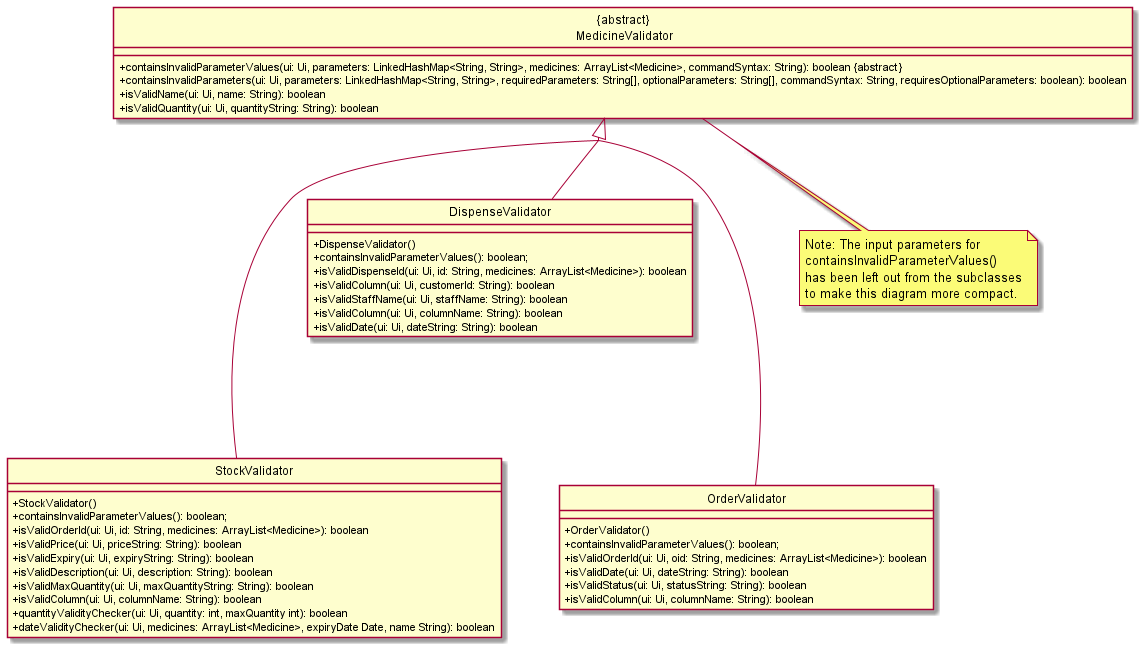 {abstract}
MedicineValidator
+containsInvalidParameterValues(ui: Ui, parameters: LinkedHashMap<String, String>, medicines: ArrayList<Medicine>, commandSyntax: String): boolean {abstract}
+containsInvalidParameters(ui: Ui, parameters: LinkedHashMap<String, String>, requiredParameters: String[], optionalParameters: String[], commandSyntax: String, requiresOptionalParameters: boolean): boolean
+isValidName(ui: Ui, name: String): boolean
+isValidQuantity(ui: Ui, quantityString: String): boolean
DispenseValidator
+DispenseValidator()
+containsInvalidParameterValues(): boolean;
+isValidDispenseId(ui: Ui, id: String, medicines: ArrayList<Medicine>): boolean
+isValidColumn(ui: Ui, customerId: String): boolean
+isValidStaffName(ui: Ui, staffName: String): boolean
+isValidColumn(ui: Ui, columnName: String): boolean
+isValidDate(ui: Ui, dateString: String): boolean
Note: The input parameters for
containsInvalidParameterValues()
has been left out from the subclasses
to make this diagram more compact.
StockValidator
+StockValidator()
+containsInvalidParameterValues(): boolean;
+isValidOrderId(ui: Ui, id: String, medicines: ArrayList<Medicine>): boolean
+isValidPrice(ui: Ui, priceString: String): boolean
+isValidExpiry(ui: Ui, expiryString: String): boolean
+isValidDescription(ui: Ui, description: String): boolean
+isValidMaxQuantity(ui: Ui, maxQuantityString: String): boolean
+isValidColumn(ui: Ui, columnName: String): boolean
+quantityValidityChecker(ui: Ui, quantity: int, maxQuantity int): boolean
+dateValidityChecker(ui: Ui, medicines: ArrayList<Medicine>, expiryDate Date, name String): boolean
OrderValidator
+OrderValidator()
+containsInvalidParameterValues(): boolean;
+isValidOrderId(ui: Ui, oid: String, medicines: ArrayList<Medicine>): boolean
+isValidDate(ui: Ui, dateString: String): boolean
+isValidStatus(ui: Ui, statusString: String): boolean
+isValidColumn(ui: Ui, columnName: String): boolean